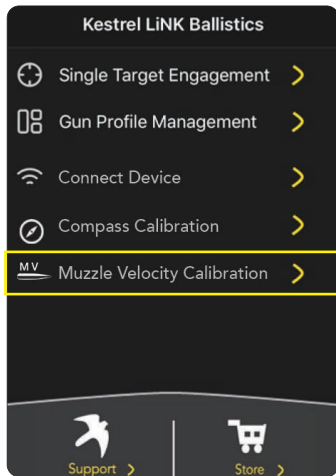 Kestrel LiNK Ballistics
Single Target Engagement
Gun Profile Management
Connect Device
Compass Calibration
MV
Muzzle Velocity Calibration
Support
Store